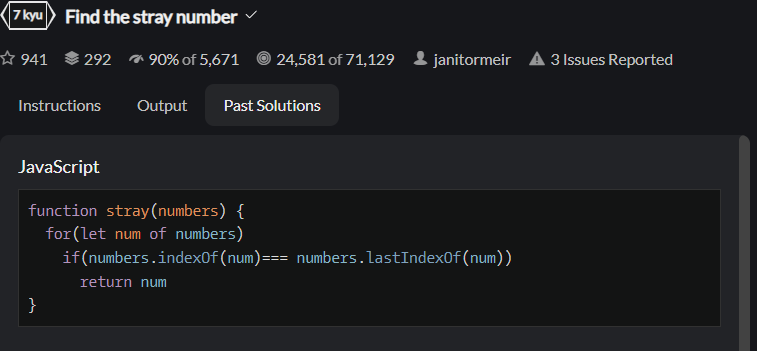 7 kyu Find the stray number
941 292 90% of 5,671 24,581 of 71,129 janitormeir 3 Issues Reported
Instructions Output Past Solutions
JavaScript
function stray(numbers) {
  for(let num of numbers)
    if(numbers.indexOf(num)=== numbers.lastIndexOf(num))
      return num
}